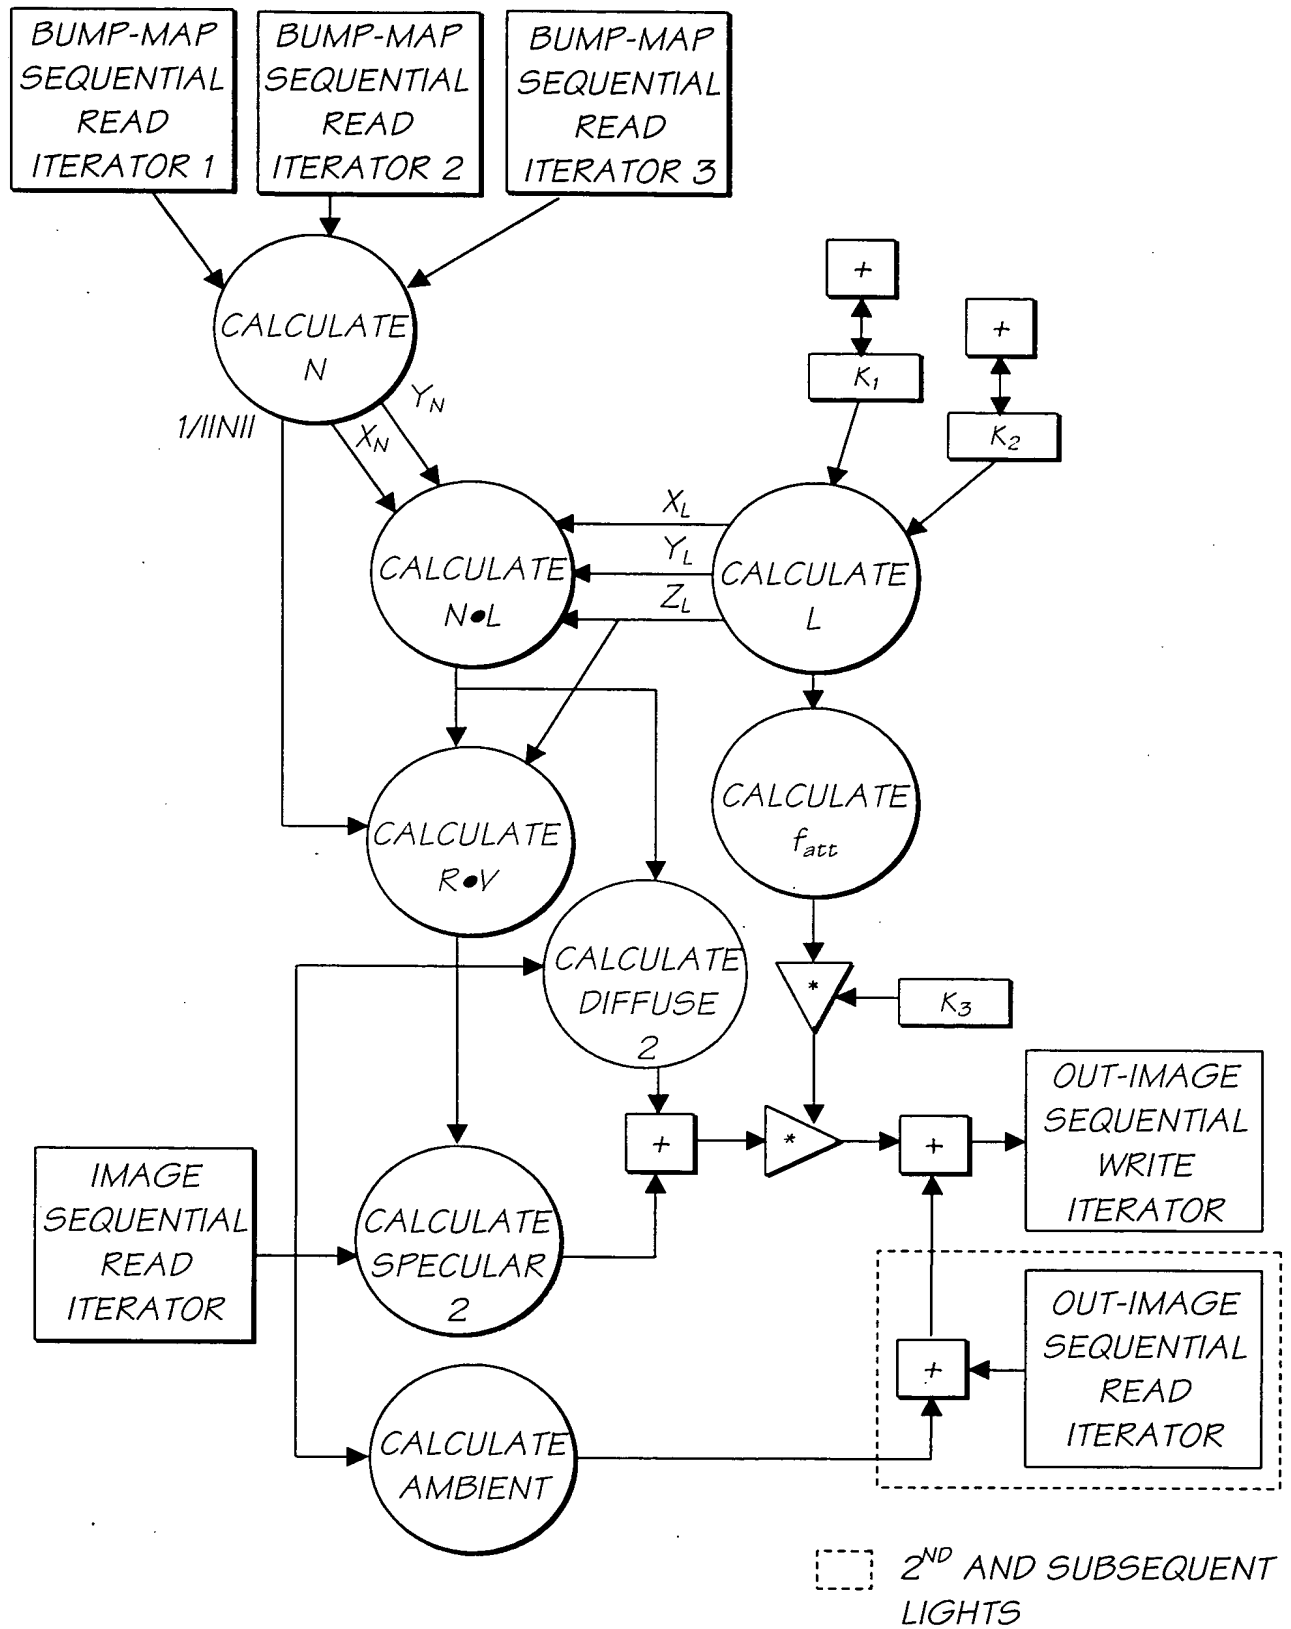 BUMP-MAP
SEQUENTIAL
READ
ITERATOR 1
BUMP-MAP
SEQUENTIAL
READ
ITERATOR 2
BUMP-MAP
SEQUENTIAL
READ
ITERATOR 3
CALCULATE
N
+
K1
+
K2
1/IINII
XN
YN
CALCULATE
N•L
XL
YL
ZL
CALCULATE
L
CALCULATE
R•V
CALCULATE
fatt
CALCULATE
DIFFUSE
2
*
K3
+
*
+
OUT-IMAGE
SEQUENTIAL
WRITE
ITERATOR
IMAGE
SEQUENTIAL
READ
ITERATOR
CALCULATE
SPECULAR
2
+
OUT-IMAGE
SEQUENTIAL
READ
ITERATOR
CALCULATE
AMBIENT
2ND AND SUBSEQUENT
LIGHTS